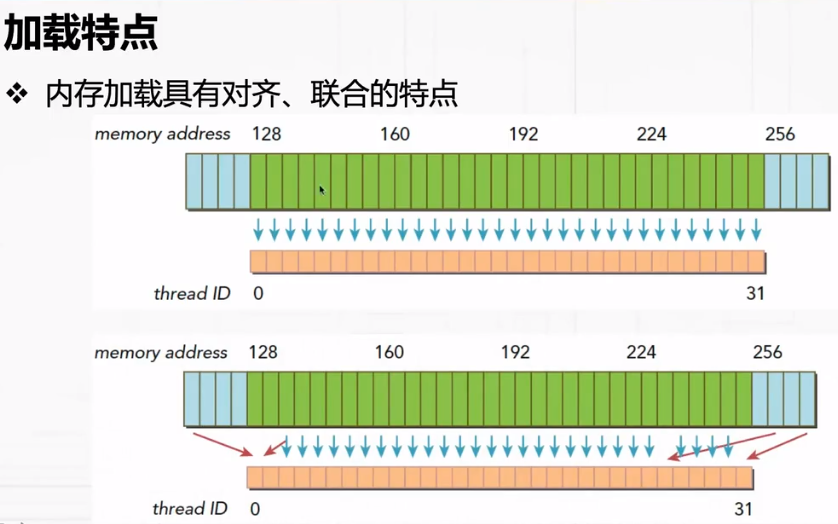 加载特点
❖ 内存加载具有对齐、联合的特点
memory address 128 160 192 224 256
thread ID 0 31
memory address 128 160 192 224 256
thread ID 0 31